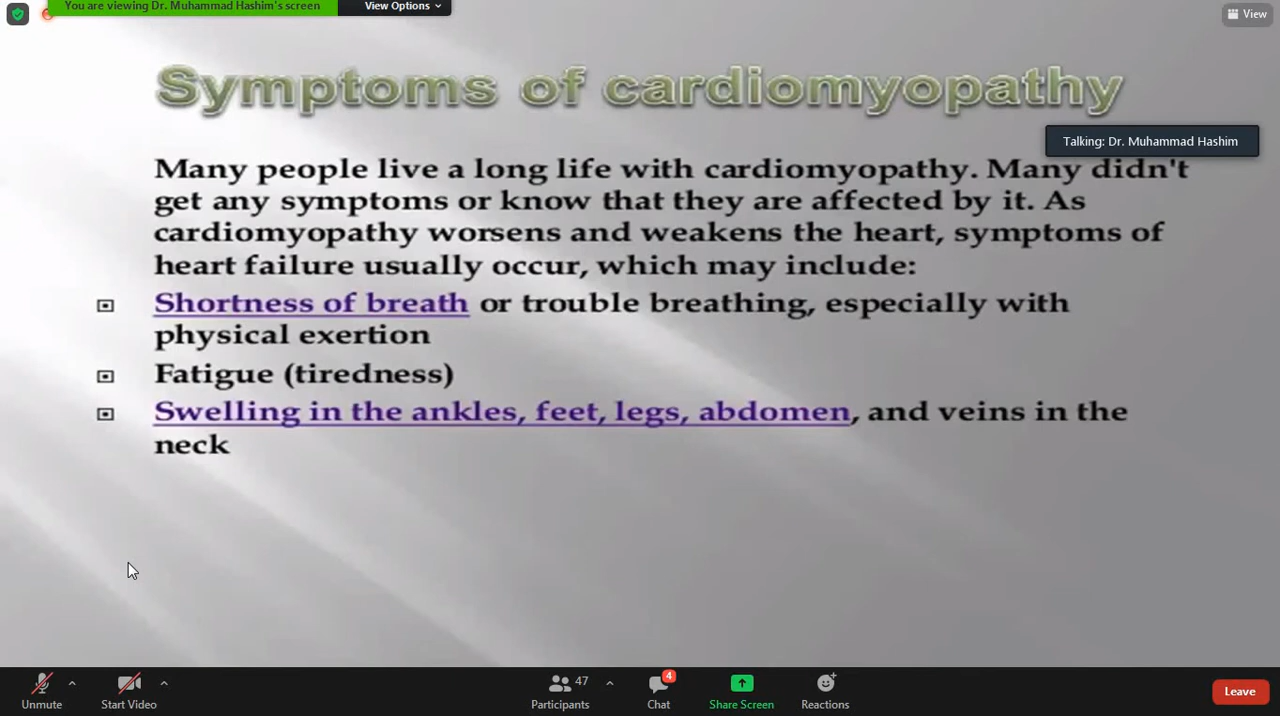 You are viewing Dr. Muhammad Hashim's screen
View Options
View
Symptoms of cardiomyopathy
Talking: Dr. Muhammad Hashim
Many people live a long life with cardiomyopathy. Many didn't
get any symptoms or know that they are affected by it. As
cardiomyopathy worsens and weakens the heart, symptoms of
heart failure usually occur, which may include:
Shortness of breath or trouble breathing, especially with
physical exertion
Fatigue (tiredness)
Swelling in the ankles, feet, legs, abdomen, and veins in the
neck
47
4
Unmute
Start Video
Participants
Chat
Share Screen
Reactions
Leave